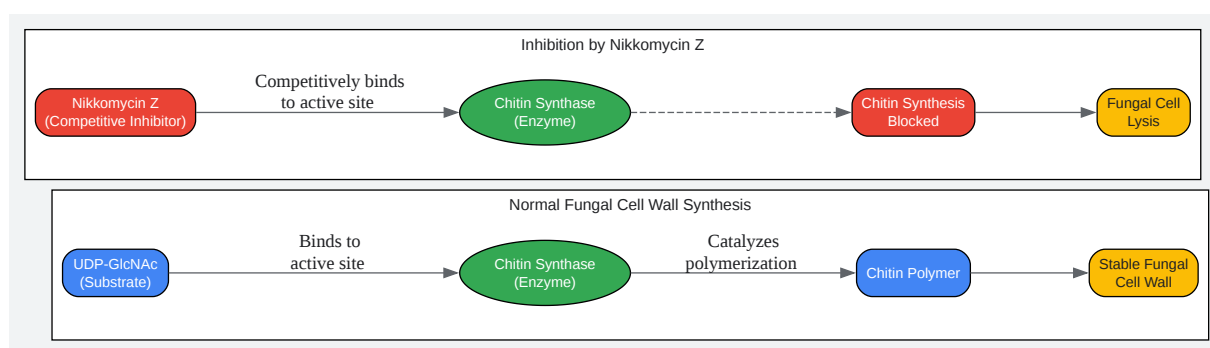 Inhibition by Nikkomycin Z
Nikkomycin Z
(Competitive Inhibitor)
Competitively binds
to active site
Chitin Synthase
(Enzyme)
Chitin Synthesis
Blocked
Fungal Cell
Lysis
Normal Fungal Cell Wall Synthesis
UDP-GlcNAc
(Substrate)
Binds to
active site
Chitin Synthase
(Enzyme)
Catalyzes
polymerization
Chitin Polymer
Stable Fungal
Cell Wall